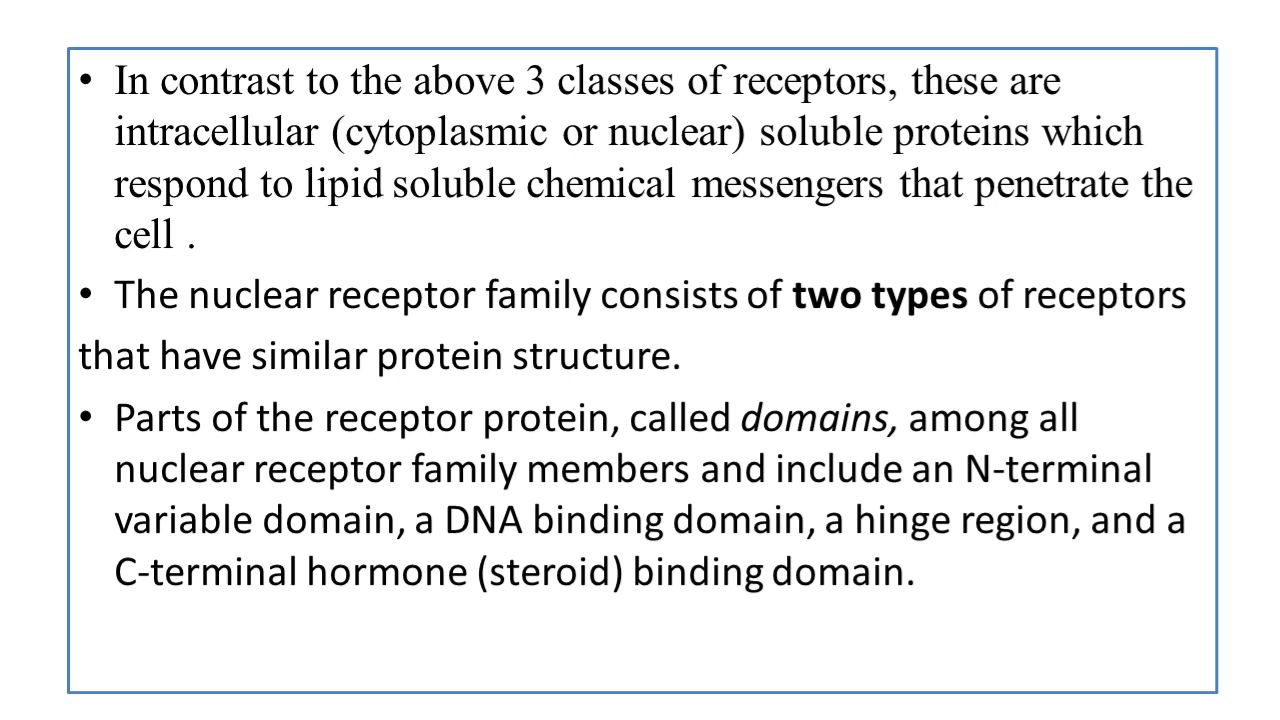 • In contrast to the above 3 classes of receptors, these are
intracellular (cytoplasmic or nuclear) soluble proteins which
respond to lipid soluble chemical messengers that penetrate the
cell .
• The nuclear receptor family consists of two types of receptors
that have similar protein structure.
• Parts of the receptor protein, called domains, among all
nuclear receptor family members and include an N-terminal
variable domain, a DNA binding domain, a hinge region, and a
C-terminal hormone (steroid) binding domain.